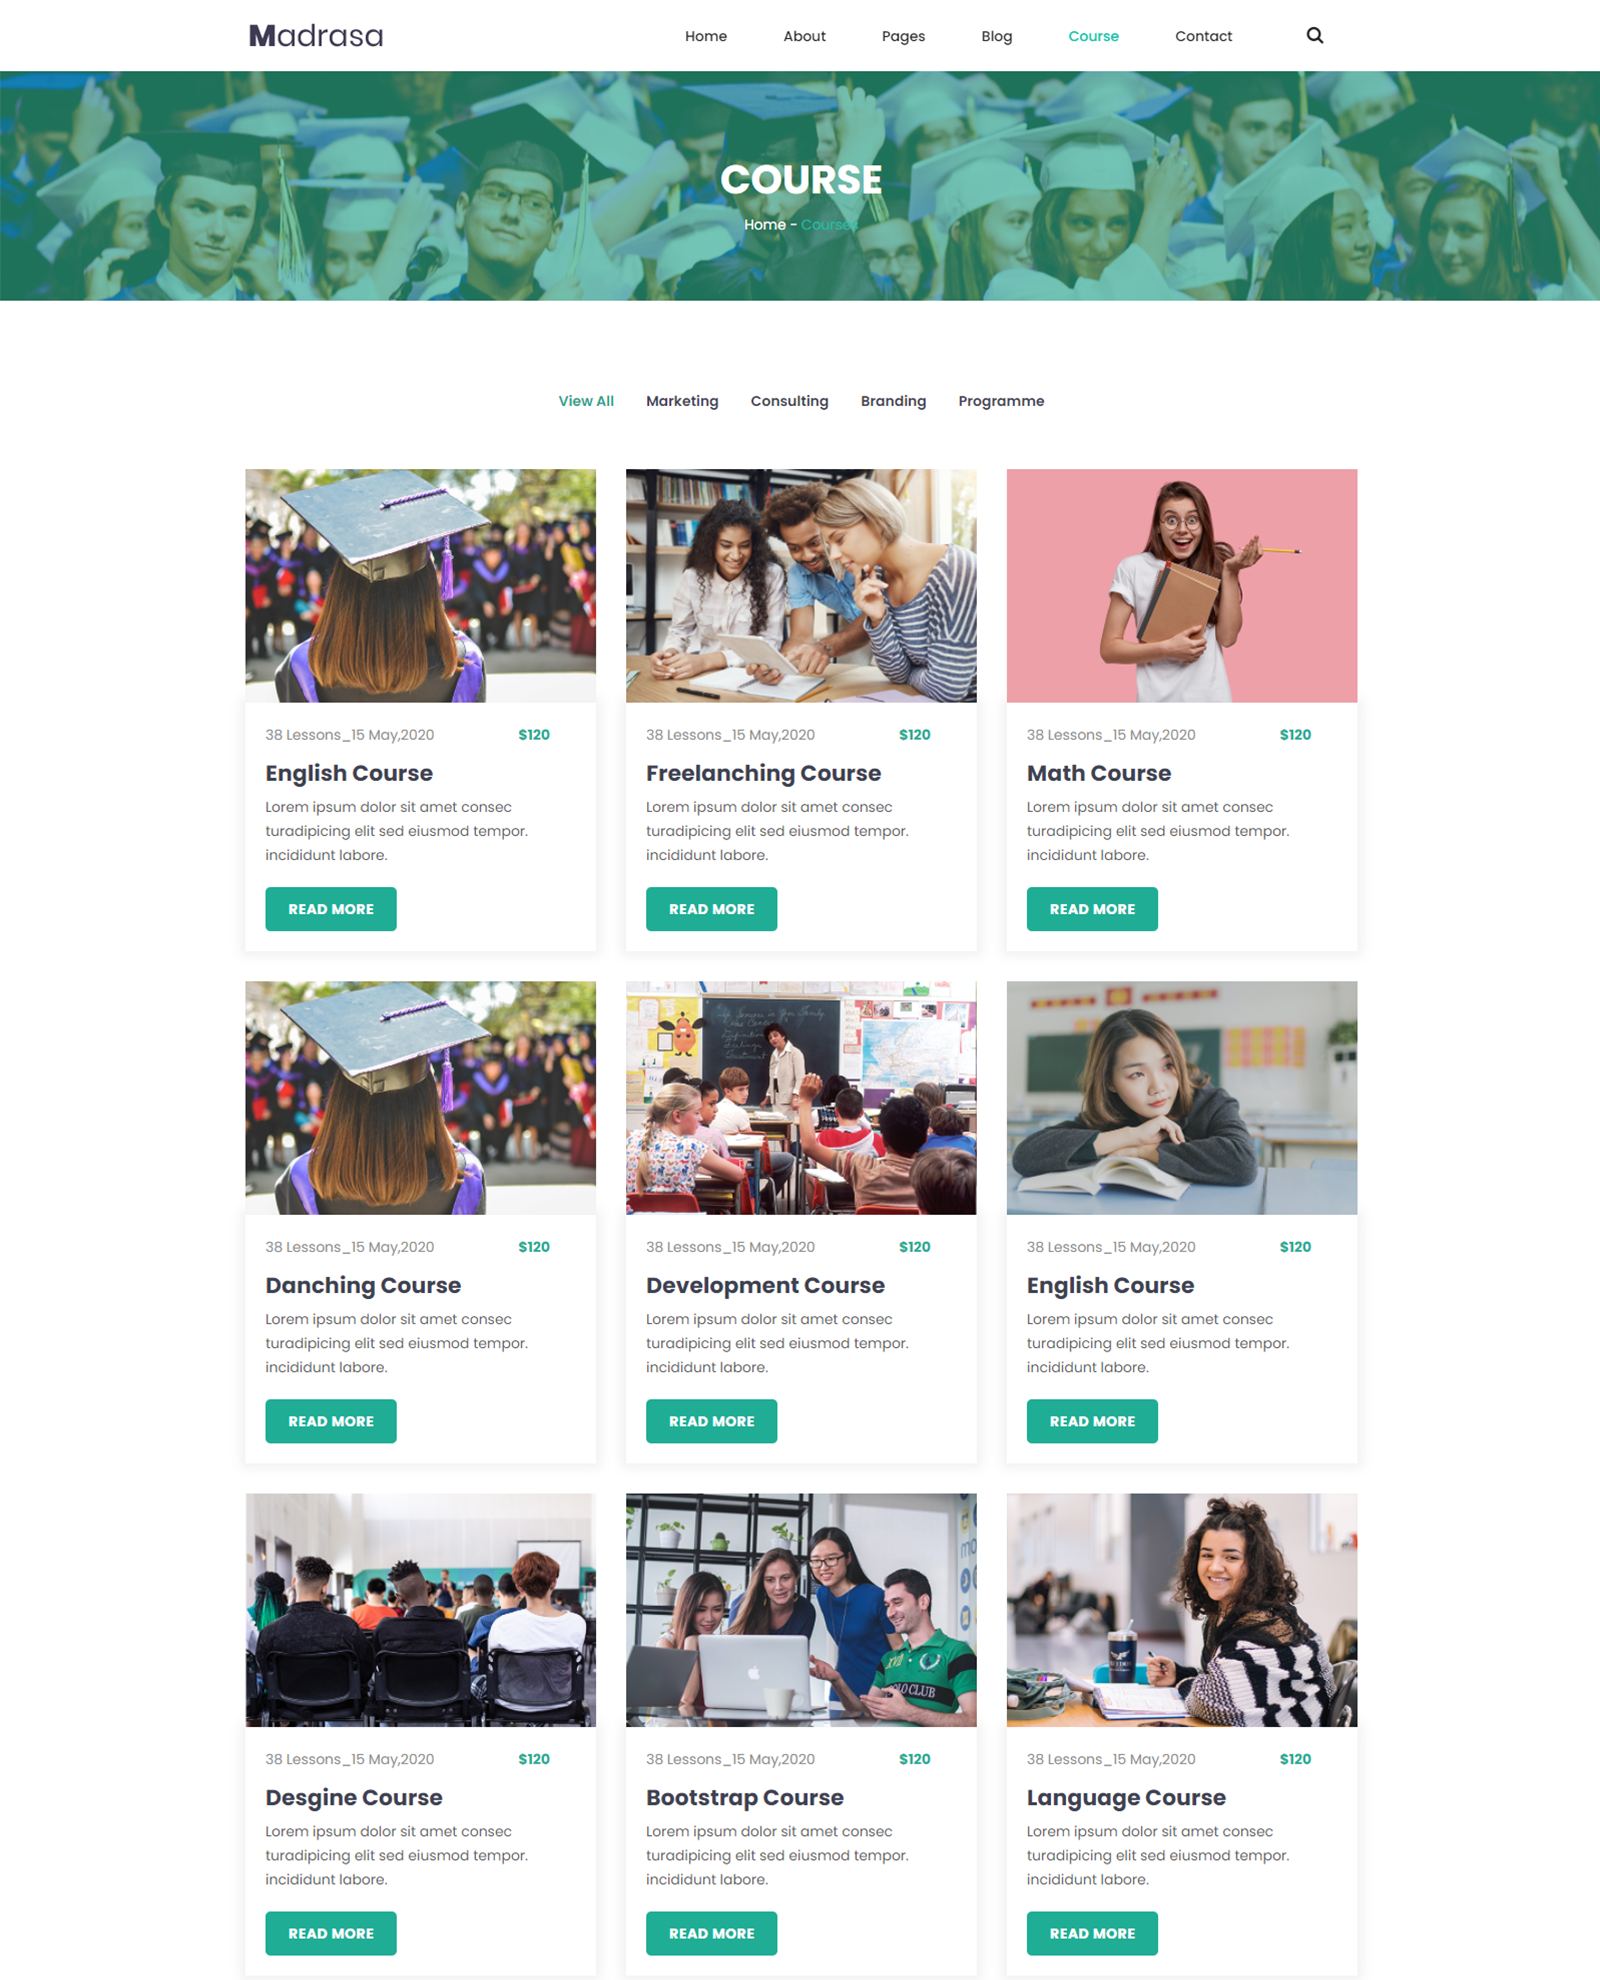 Madrasa
Home About Pages Blog Course Contact
COURSE
Home - Courses
View All Marketing Consulting Branding Programme
38 Lessons_15 May,2020 $120
English Course
Lorem ipsum dolor sit amet consec
turadipicing elit sed eiusmod tempor.
incididunt labore.
READ MORE
38 Lessons_15 May,2020 $120
Freelanching Course
Lorem ipsum dolor sit amet consec
turadipicing elit sed eiusmod tempor.
incididunt labore.
READ MORE
38 Lessons_15 May,2020 $120
Math Course
Lorem ipsum dolor sit amet consec
turadipicing elit sed eiusmod tempor.
incididunt labore.
READ MORE
38 Lessons_15 May,2020 $120
Danching Course
Lorem ipsum dolor sit amet consec
turadipicing elit sed eiusmod tempor.
incididunt labore.
READ MORE
38 Lessons_15 May,2020 $120
Development Course
Lorem ipsum dolor sit amet consec
turadipicing elit sed eiusmod tempor.
incididunt labore.
READ MORE
38 Lessons_15 May,2020 $120
English Course
Lorem ipsum dolor sit amet consec
turadipicing elit sed eiusmod tempor.
incididunt labore.
READ MORE
38 Lessons_15 May,2020 $120
Desgine Course
Lorem ipsum dolor sit amet consec
turadipicing elit sed eiusmod tempor.
incididunt labore.
READ MORE
38 Lessons_15 May,2020 $120
Bootstrap Course
Lorem ipsum dolor sit amet consec
turadipicing elit sed eiusmod tempor.
incididunt labore.
READ MORE
38 Lessons_15 May,2020 $120
Language Course
Lorem ipsum dolor sit amet consec
turadipicing elit sed eiusmod tempor.
incididunt labore.
READ MORE